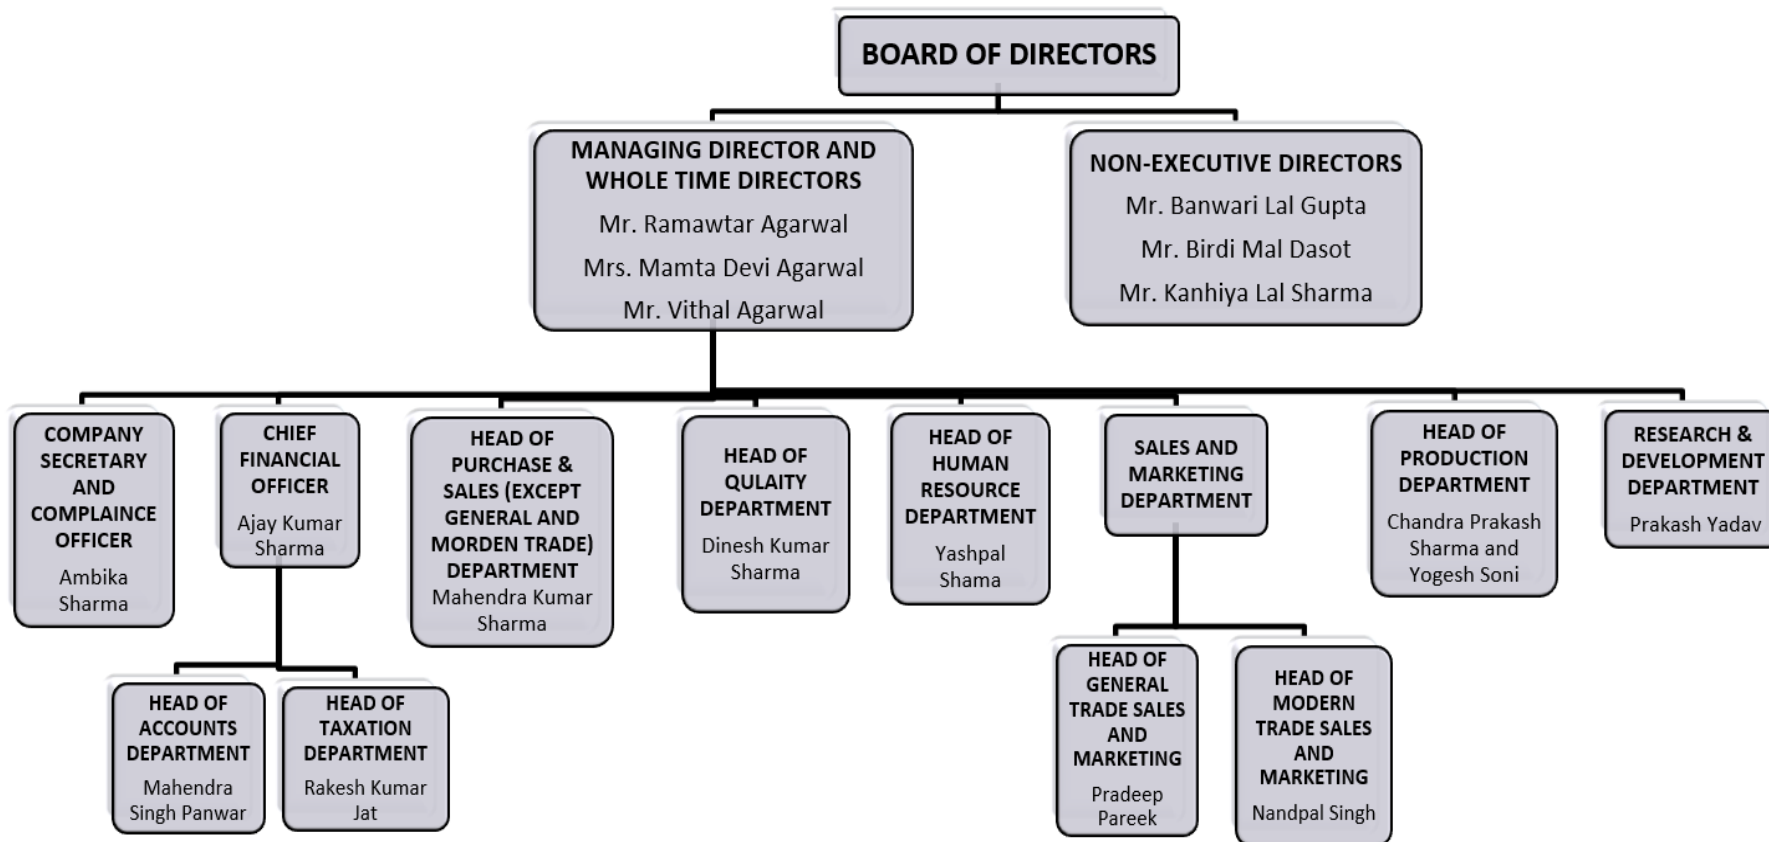 BOARD OF DIRECTORS
MANAGING DIRECTOR AND
WHOLE TIME DIRECTORS
Mr. Ramawtar Agarwal
Mrs. Mamta Devi Agarwal
Mr. Vithal Agarwal
NON-EXECUTIVE DIRECTORS
Mr. Banwari Lal Gupta
Mr. Birdi Mal Dasot
Mr. Kanhiya Lal Sharma
COMPANY
SECRETARY
AND
COMPLAINCE
OFFICER
Ambika
Sharma
CHIEF
FINANCIAL
OFFICER
Ajay Kumar
Sharma
HEAD OF
PURCHASE &
SALES (EXCEPT
GENERAL AND
MORDEN TRADE)
DEPARTMENT
Mahendra Kumar
Sharma
HEAD OF
QULAITY
DEPARTMENT
Dinesh Kumar
Sharma
HEAD OF
HUMAN
RESOURCE
DEPARTMENT
Yashpal
Shama
SALES AND
MARKETING
DEPARTMENT
HEAD OF
PRODUCTION
DEPARTMENT
Chandra Prakash
Sharma and
Yogesh Soni
RESEARCH &
DEVELOPMENT
DEPARTMENT
Prakash Yadav
HEAD OF
ACCOUNTS
DEPARTMENT
Mahendra
Singh Panwar
HEAD OF
TAXATION
DEPARTMENT
Rakesh Kumar
Jat
HEAD OF
GENERAL
TRADE SALES
AND
MARKETING
Pradeep
Pareek
HEAD OF
MODERN
TRADE SALES
AND
MARKETING
Nandpal Singh